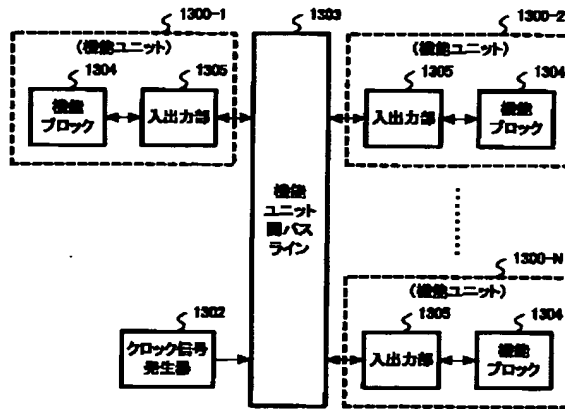 1300-1
1303
1300-2
(機能ユニット)
(機能ユニット)
1304
1305
1305
1304
機能
ブロック
入出力部
入出力部
機能
ブロック
機能
ユニット
間バス
ライン
1300-N
(機能ユニット)
1302
1305
1304
クロック信号
発生器
入出力部
機能
ブロック